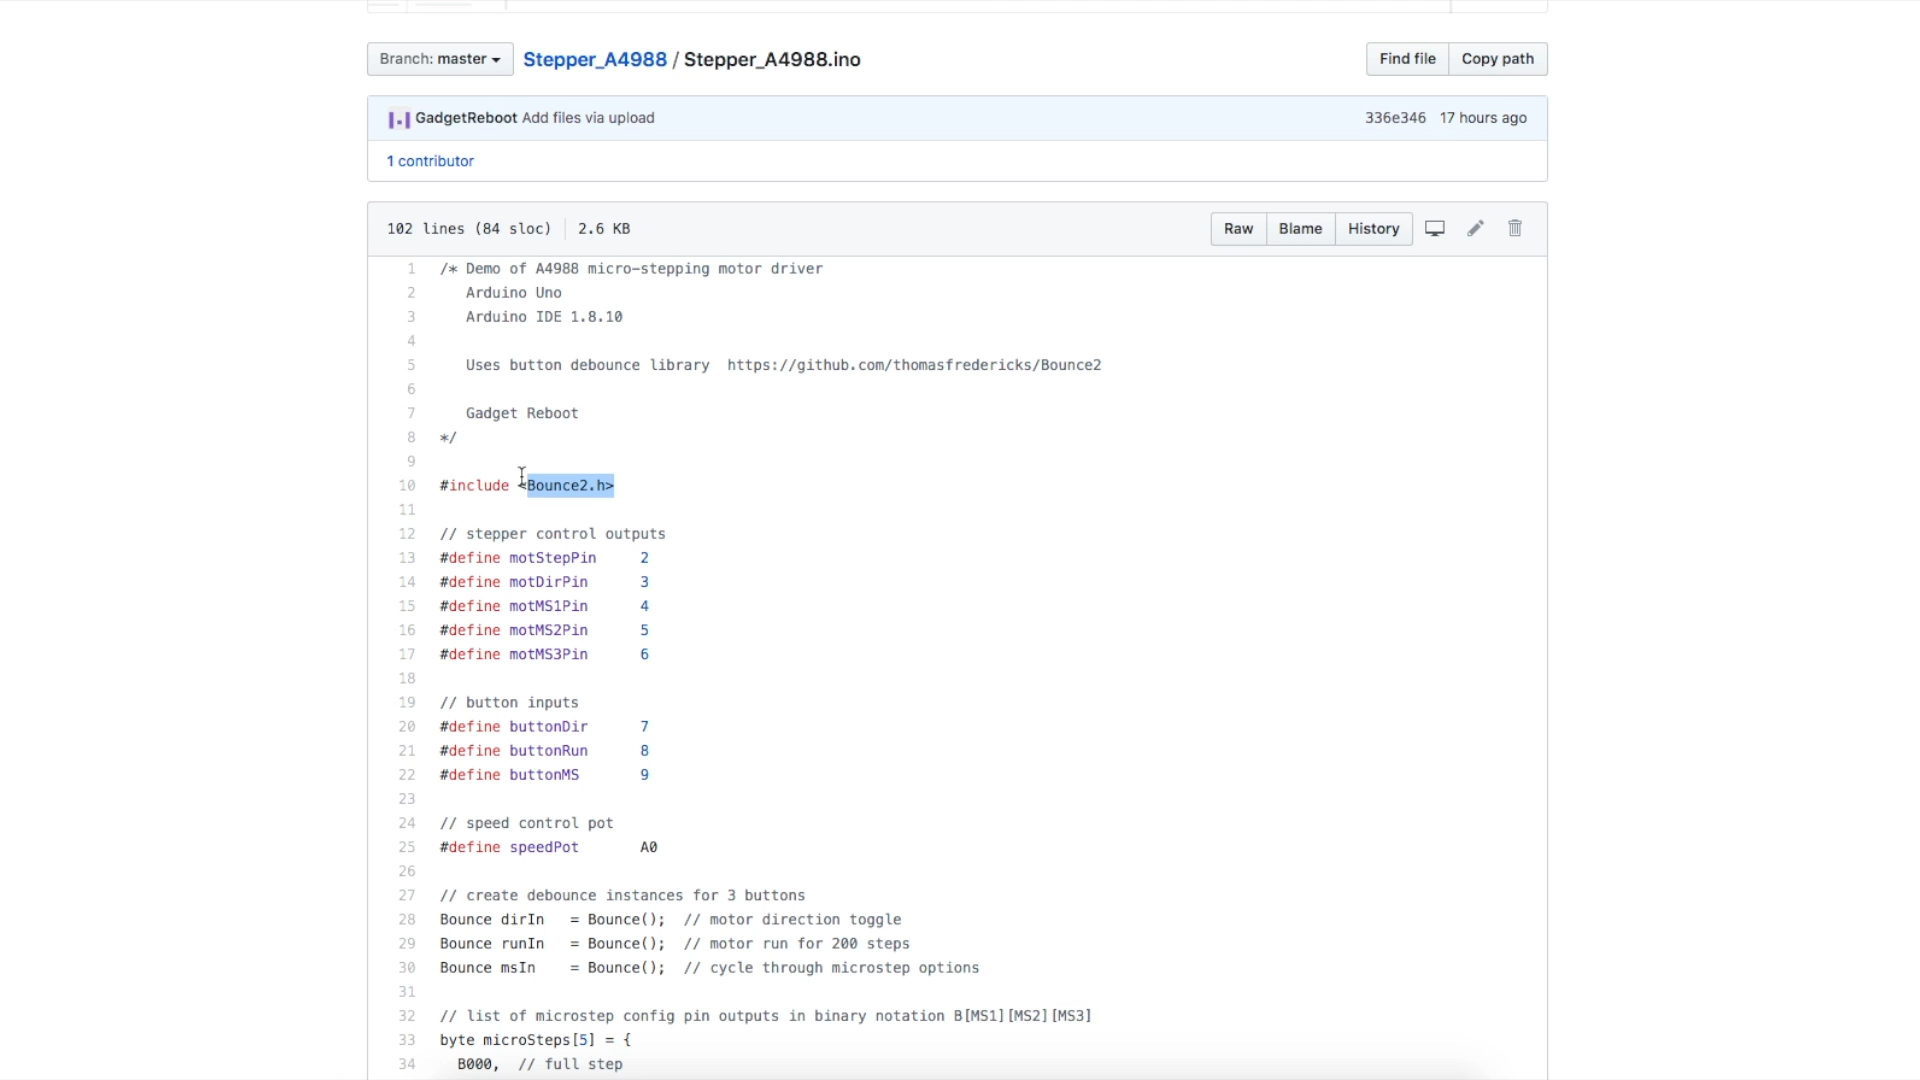 Branch: master Stepper_A4988 / Stepper_A4988.ino Find file Copy path
GadgetReboot Add files via upload 336e346 17 hours ago
1 contributor
102 lines (84 sloc) 2.6 KB Raw Blame History
1 /* Demo of A4988 micro-stepping motor driver
2 Arduino Uno
3 Arduino IDE 1.8.10
4
5 Uses button debounce library https://github.com/thomasfredericks/Bounce2
6
7 Gadget Reboot
8 */
9
10 #include <Bounce2.h>
11
12 // stepper control outputs
13 #define motStepPin 2
14 #define motDirPin 3
15 #define motMS1Pin 4
16 #define motMS2Pin 5
17 #define motMS3Pin 6
18
19 // button inputs
20 #define buttonDir 7
21 #define buttonRun 8
22 #define buttonMS 9
23
24 // speed control pot
25 #define speedPot A0
26
27 // create debounce instances for 3 buttons
28 Bounce dirIn = Bounce(); // motor direction toggle
29 Bounce runIn = Bounce(); // motor run for 200 steps
30 Bounce msIn = Bounce(); // cycle through microstep options
31
32 // list of microstep config pin outputs in binary notation B[MS1][MS2][MS3]
33 byte microSteps[5] = {
34 B000, // full step